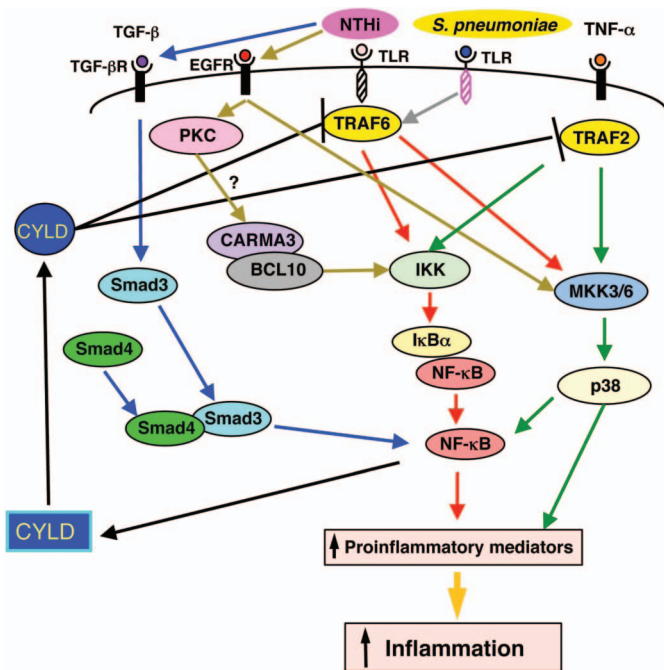 TGF-β
NTHi
S. pneumoniae
TNF-α
TGF-βR
EGFR
TLR
TLR
PKC
TRAF6
TRAF2
?
CYLD
CARMA3
BCL10
IKK
MKK3/6
Smad3
IκBα
NF-κB
Smad4
p38
Smad4
Smad3
NF-κB
CYLD
Proinflammatory mediators
Inflammation